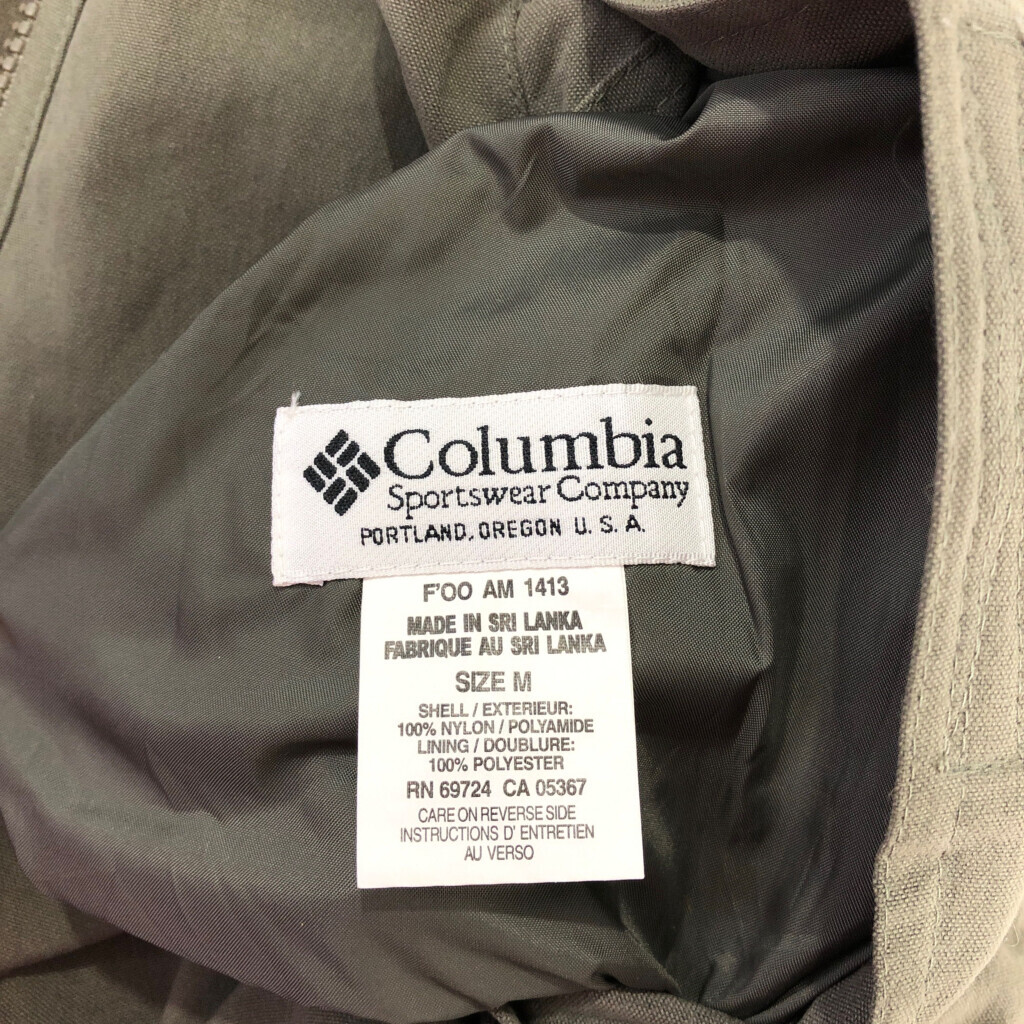 Columbia
Sportswear Company
PORTLAND, OREGON U. S. A.
F'OO AM 1413
MADE IN SRI LANKA
FABRIQUE AU SRI LANKA
SIZE M
SHELL / EXTERIEUR:
100% NYLON / POLYAMIDE
LINING / DOUBLURE:
100% POLYESTER
RN 69724 CA 05367
CARE ON REVERSE SIDE
INSTRUCTIONS D' ENTRETIEN
AU VERSO